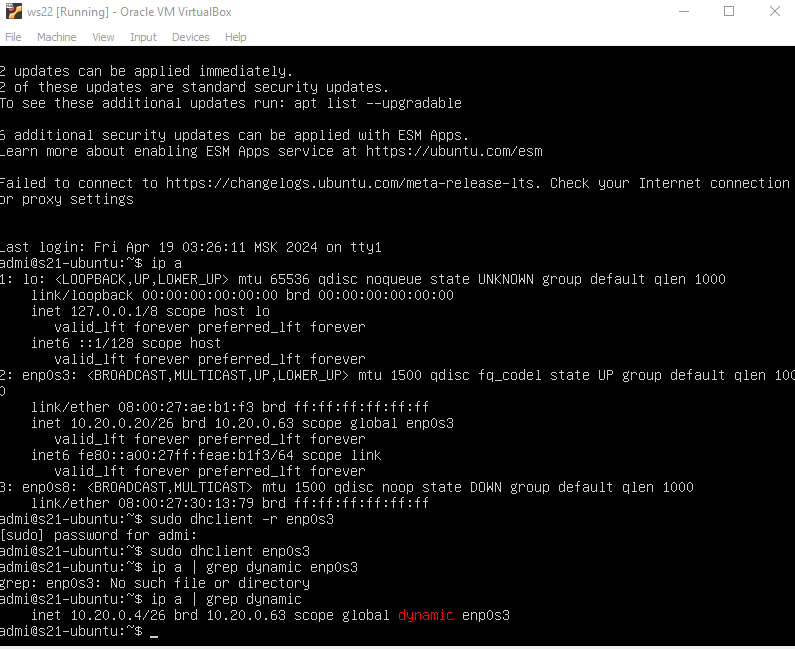 ws22 [Running] - Oracle VM VirtualBox
File Machine View Input Devices Help
2 updates can be applied immediately.
2 of these updates are standard security updates.
To see these additional updates run: apt list --upgradable
6 additional security updates can be applied with ESM Apps.
Learn more about enabling ESM Apps service at https://ubuntu.com/esm
Failed to connect to https://changelogs.ubuntu.com/meta-release-lts. Check your Internet connection
or proxy settings
Last login: Fri Apr 19 03:26:11 MSK 2024 on tty1
admi@s21-ubuntu:~$ ip a
1: lo: <LOOPBACK,UP,LOWER_UP> mtu 65536 qdisc noqueue state UNKNOWN group default qlen 1000
    link/loopback 00:00:00:00:00:00 brd 00:00:00:00:00:00
    inet 127.0.0.1/8 scope host lo
       valid_lft forever preferred_lft forever
    inet6 ::1/128 scope host
       valid_lft forever preferred_lft forever
2: enp0s3: <BROADCAST,MULTICAST,UP,LOWER_UP> mtu 1500 qdisc fq_codel state UP group default qlen 100
0
    link/ether 08:00:27:ae:b1:f3 brd ff:ff:ff:ff:ff:ff
    inet 10.20.0.20/26 brd 10.20.0.63 scope global enp0s3
       valid_lft forever preferred_lft forever
    inet6 fe80::a00:27ff:feae:b1f3/64 scope link
       valid_lft forever preferred_lft forever
3: enp0s8: <BROADCAST,MULTICAST> mtu 1500 qdisc noop state DOWN group default qlen 1000
    link/ether 08:00:27:30:13:79 brd ff:ff:ff:ff:ff:ff
admi@s21-ubuntu:~$ sudo dhclient -r enp0s3
[sudo] password for admi:
admi@s21-ubuntu:~$ sudo dhclient enp0s3
admi@s21-ubuntu:~$ ip a | grep dynamic enp0s3
grep: enp0s3: No such file or directory
admi@s21-ubuntu:~$ ip a | grep dynamic
    inet 10.20.0.4/26 brd 10.20.0.63 scope global dynamic enp0s3
admi@s21-ubuntu:~$ _